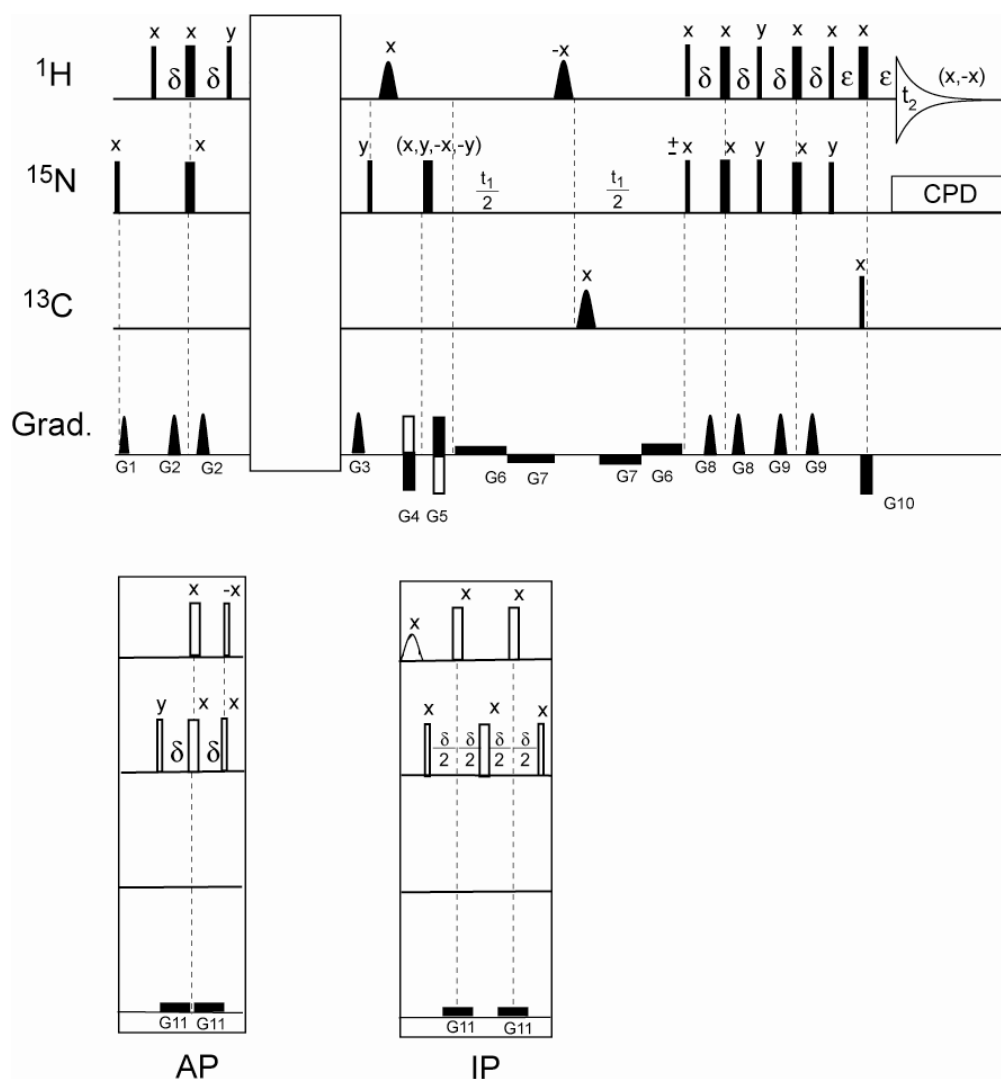 x x y x -x x x y x x x
¹H δ δ δ δ δ δ ε ε t₂ (x,-x)
x x y (x,y,-x,-y) ±x x y x y
¹⁵N t₁/2 t₁/2 CPD
x x
¹³C
Grad.
G1 G2 G2 G3 G6 G7 G7 G6 G8 G8 G9 G9
G4 G5 G10
x -x
y x x
δ δ
G11 G11
AP
x x x
x x x
δ/2 δ/2 δ/2 δ/2
G11 G11
IP